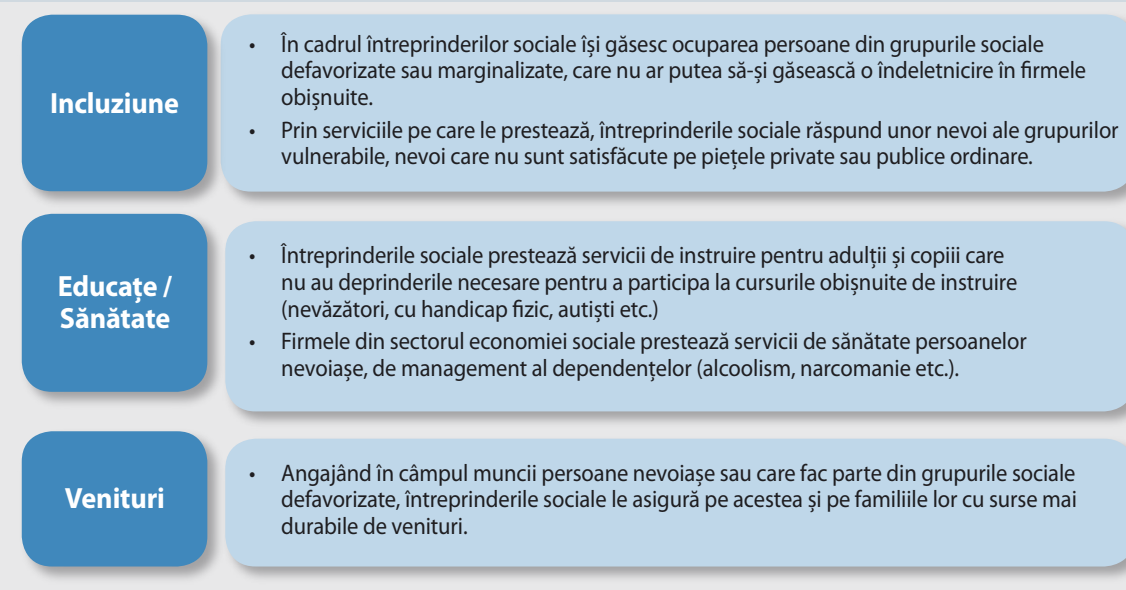 Incluziune
• În cadrul întreprinderilor sociale își găsesc ocuparea persoane din grupurile sociale
defavorizate sau marginalizate, care nu ar putea să-și găsească o îndeletnicire în firmele
obișnuite.
• Prin serviciile pe care le prestează, întreprinderile sociale răspund unor nevoi ale grupurilor
vulnerabile, nevoi care nu sunt satisfăcute pe piețele private sau publice ordinare.
Educațe /
Sănătate
• Întreprinderile sociale prestează servicii de instruire pentru adulții și copiii care
nu au deprinderile necesare pentru a participa la cursurile obișnuite de instruire
(nevăzători, cu handicap fizic, autiști etc.)
• Firmele din sectorul economiei sociale prestează servicii de sănătate persoanelor
nevoiașe, de management al dependențelor (alcoolism, narcomanie etc.).
Venituri
• Angajând în câmpul muncii persoane nevoiașe sau care fac parte din grupurile sociale
defavorizate, întreprinderile sociale le asigură pe acestea și pe familiile lor cu surse mai
durabile de venituri.